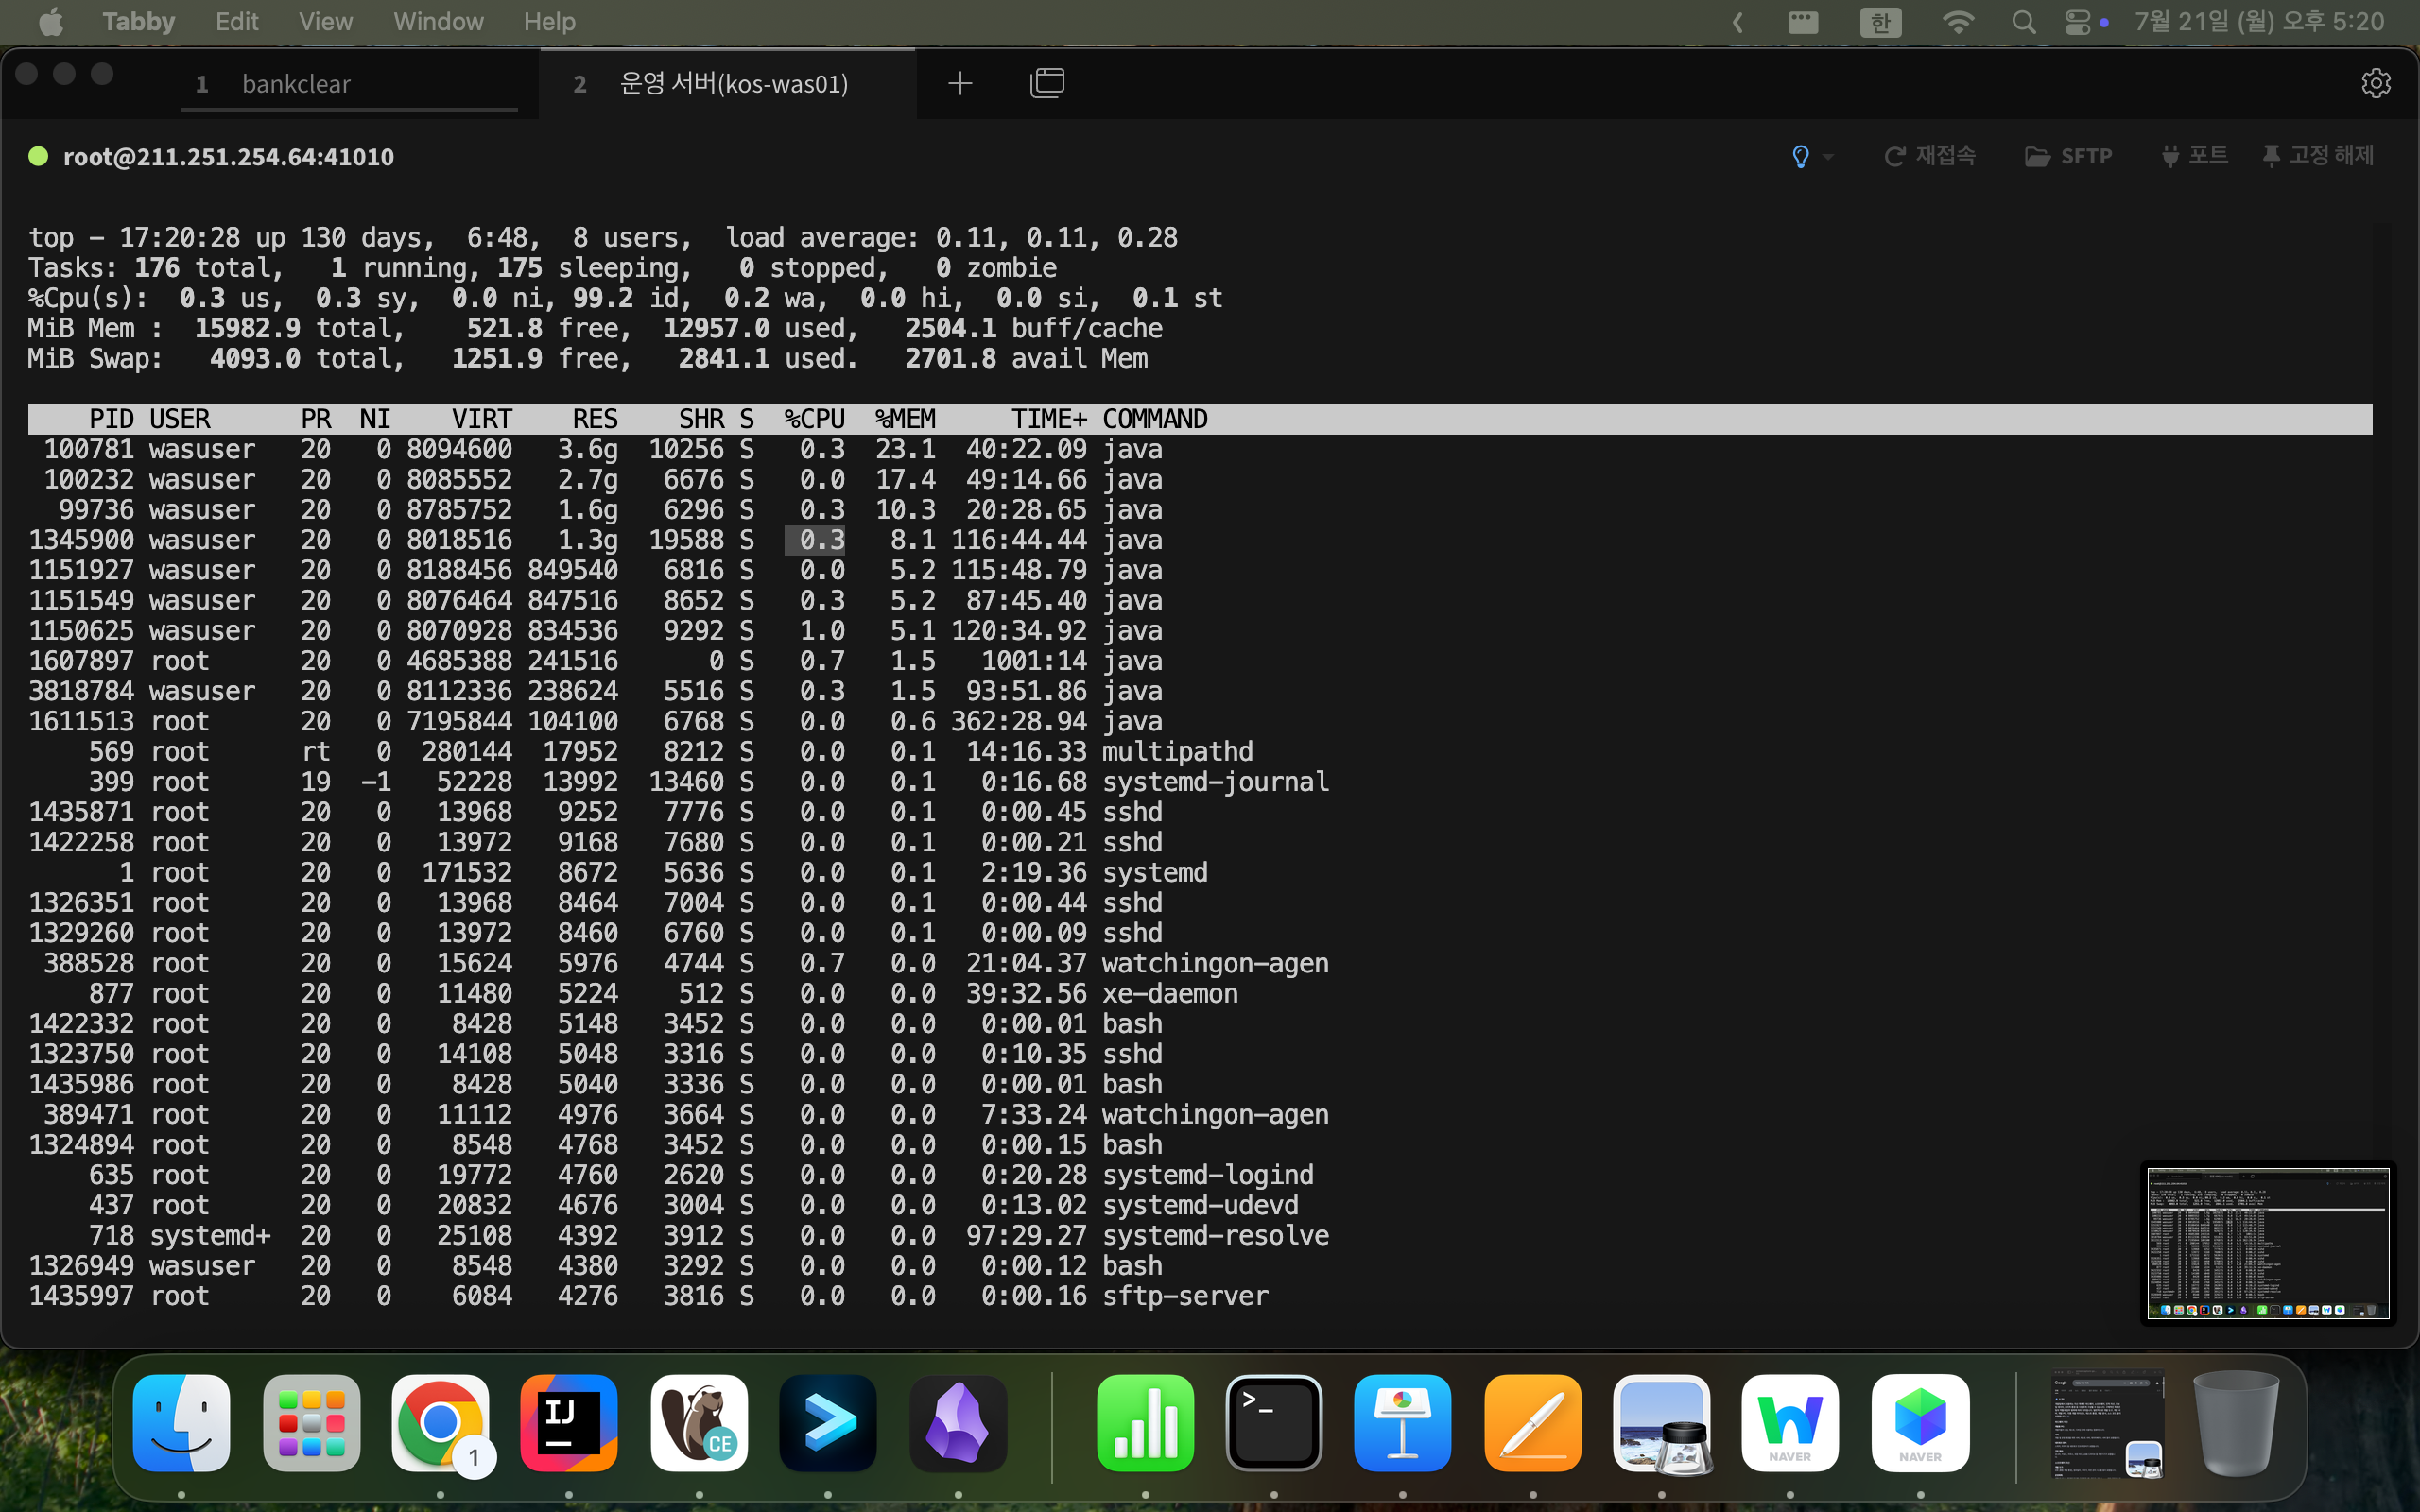 Tabby Edit View Window Help 한 7월 21일 (월) 오후 5:20
1 bankclear 2 운영 서버(kos-was01)
root@211.251.254.64:41010 재접속 SFTP 포트 고정 해제
top - 17:20:28 up 130 days,  6:48,  8 users,  load average: 0.11, 0.11, 0.28
Tasks: 176 total,   1 running, 175 sleeping,   0 stopped,   0 zombie
%Cpu(s):  0.3 us,  0.3 sy,  0.0 ni, 99.2 id,  0.2 wa,  0.0 hi,  0.0 si,  0.1 st
MiB Mem :  15982.9 total,    521.8 free,  12957.0 used,   2504.1 buff/cache
MiB Swap:   4093.0 total,   1251.9 free,   2841.1 used.   2701.8 avail Mem
PID USER PR NI VIRT RES SHR S %CPU %MEM TIME+ COMMAND
100781 wasuser 20 0 8094600 3.6g 10256 S 0.3 23.1 40:22.09 java
100232 wasuser 20 0 8085552 2.7g 6676 S 0.0 17.4 49:14.66 java
99736 wasuser 20 0 8785752 1.6g 6296 S 0.3 10.3 20:28.65 java
1345900 wasuser 20 0 8018516 1.3g 19588 S 0.3 8.1 116:44.44 java
1151927 wasuser 20 0 8188456 849540 6816 S 0.0 5.2 115:48.79 java
1151549 wasuser 20 0 8076464 847516 8652 S 0.3 5.2 87:45.40 java
1150625 wasuser 20 0 8070928 834536 9292 S 1.0 5.1 120:34.92 java
1607897 root 20 0 4685388 241516 0 S 0.7 1.5 1001:14 java
3818784 wasuser 20 0 8112336 238624 5516 S 0.3 1.5 93:51.86 java
1611513 root 20 0 7195844 104100 6768 S 0.0 0.6 362:28.94 java
569 root rt 0 280144 17952 8212 S 0.0 0.1 14:16.33 multipathd
399 root 19 -1 52228 13992 13460 S 0.0 0.1 0:16.68 systemd-journal
1435871 root 20 0 13968 9252 7776 S 0.0 0.1 0:00.45 sshd
1422258 root 20 0 13972 9168 7680 S 0.0 0.1 0:00.21 sshd
1 root 20 0 171532 8672 5636 S 0.0 0.1 2:19.36 systemd
1326351 root 20 0 13968 8464 7004 S 0.0 0.1 0:00.44 sshd
1329260 root 20 0 13972 8460 6760 S 0.0 0.1 0:00.09 sshd
388528 root 20 0 15624 5976 4744 S 0.7 0.0 21:04.37 watchingon-agen
877 root 20 0 11480 5224 512 S 0.0 0.0 39:32.56 xe-daemon
1422332 root 20 0 8428 5148 3452 S 0.0 0.0 0:00.01 bash
1323750 root 20 0 14108 5048 3316 S 0.0 0.0 0:10.35 sshd
1435986 root 20 0 8428 5040 3336 S 0.0 0.0 0:00.01 bash
389471 root 20 0 11112 4976 3664 S 0.0 0.0 7:33.24 watchingon-agen
1324894 root 20 0 8548 4768 3452 S 0.0 0.0 0:00.15 bash
635 root 20 0 19772 4760 2620 S 0.0 0.0 0:20.28 systemd-logind
437 root 20 0 20832 4676 3004 S 0.0 0.0 0:13.02 systemd-udevd
718 systemd+ 20 0 25108 4392 3912 S 0.0 0.0 97:29.27 systemd-resolve
1326949 wasuser 20 0 8548 4380 3292 S 0.0 0.0 0:00.12 bash
1435997 root 20 0 6084 4276 3816 S 0.0 0.0 0:00.16 sftp-server
1 IJ CE >_ NAVER NAVER